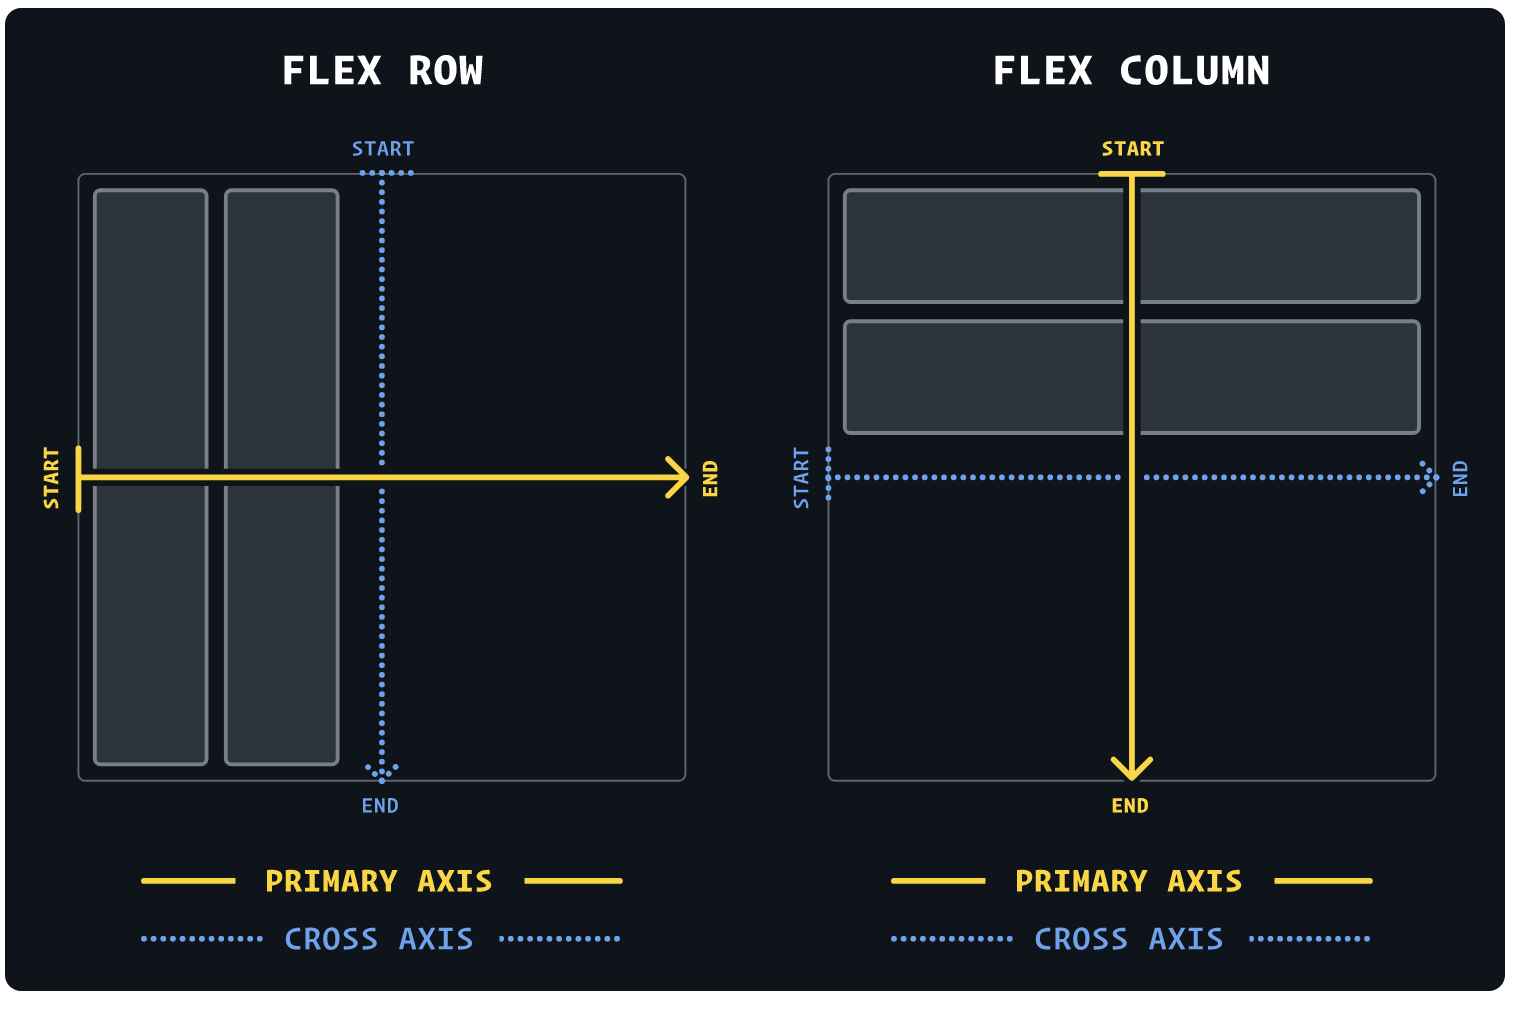 FLEX ROW
START
START
END
END
PRIMARY AXIS
CROSS AXIS
FLEX COLUMN
START
START
END
END
PRIMARY AXIS
CROSS AXIS